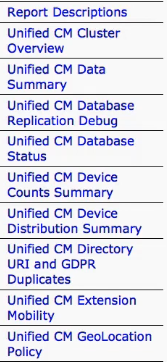 Report Descriptions
Unified CM Cluster
Overview
Unified CM Data
Summary
Unified CM Database
Replication Debug
Unified CM Database
Status
Unified CM Device
Counts Summary
Unified CM Device
Distribution Summary
Unified CM Directory
URI and GDPR
Duplicates
Unified CM Extension
Mobility
Unified CM GeoLocation
Policy